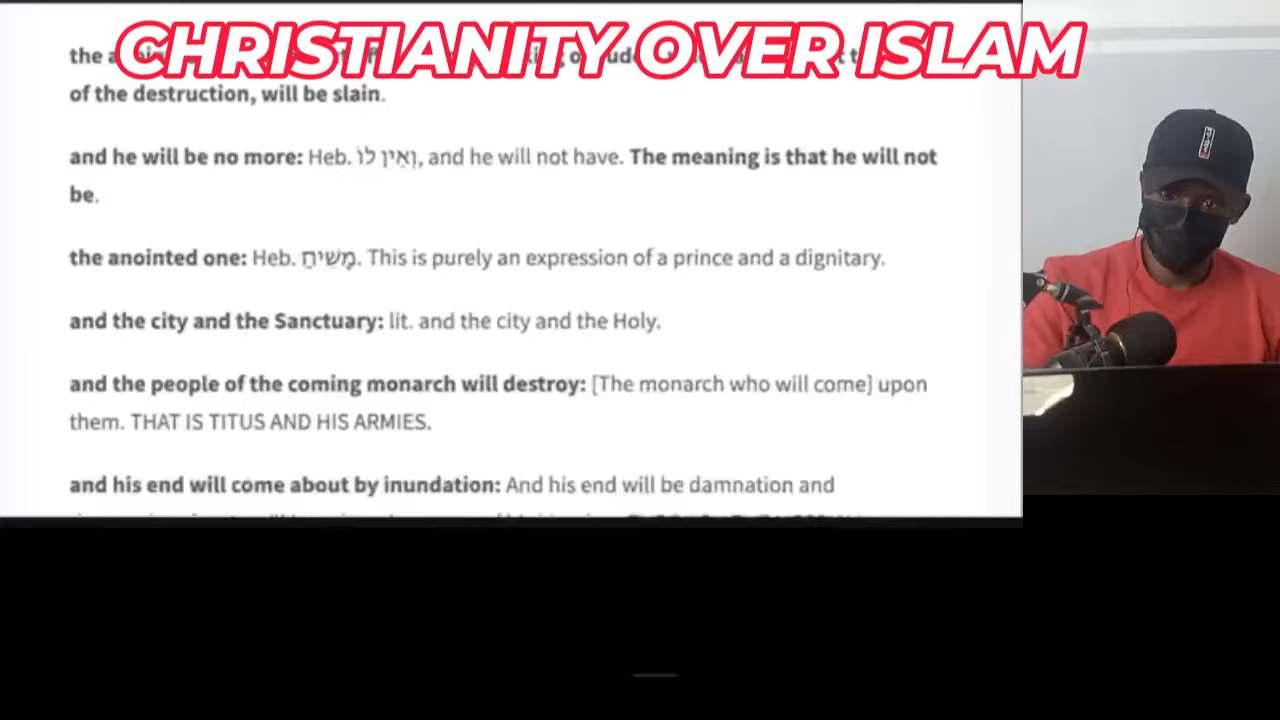 CHRISTIANITY OVER ISLAM
the
of the destruction, will be slain.
and he will be no more: Heb. וְאֵין לוֹ, and he will not have. The meaning is that he will not
be.
the anointed one: Heb. מָשִׁיחַ. This is purely an expression of a prince and a dignitary.
and the city and the Sanctuary: lit. and the city and the Holy.
and the people of the coming monarch will destroy: [The monarch who will come] upon
them. THAT IS TITUS AND HIS ARMIES.
and his end will come about by inundation: And his end will be damnation and